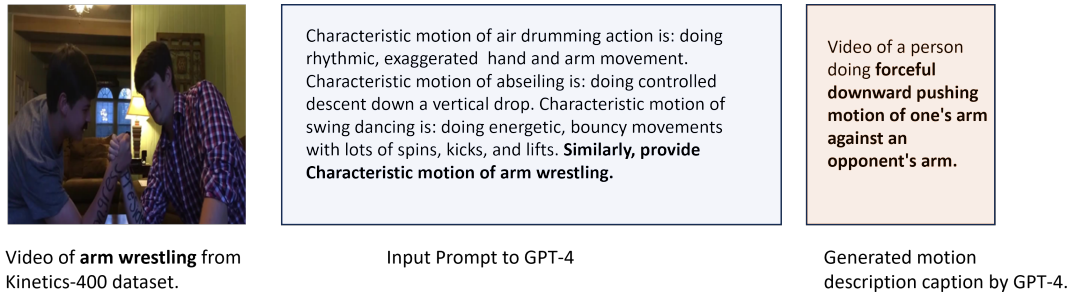 Characteristic motion of air drumming action is: doing
rhythmic, exaggerated hand and arm movement.
Characteristic motion of abseiling is: doing controlled
descent down a vertical drop. Characteristic motion of
swing dancing is: doing energetic, bouncy movements
with lots of spins, kicks, and lifts. Similarly, provide
Characteristic motion of arm wrestling.
Video of a person
doing forceful
downward pushing
motion of one's arm
against an
opponent's arm.
Video of arm wrestling from
Kinetics-400 dataset.
Input Prompt to GPT-4
Generated motion
description caption by GPT-4.